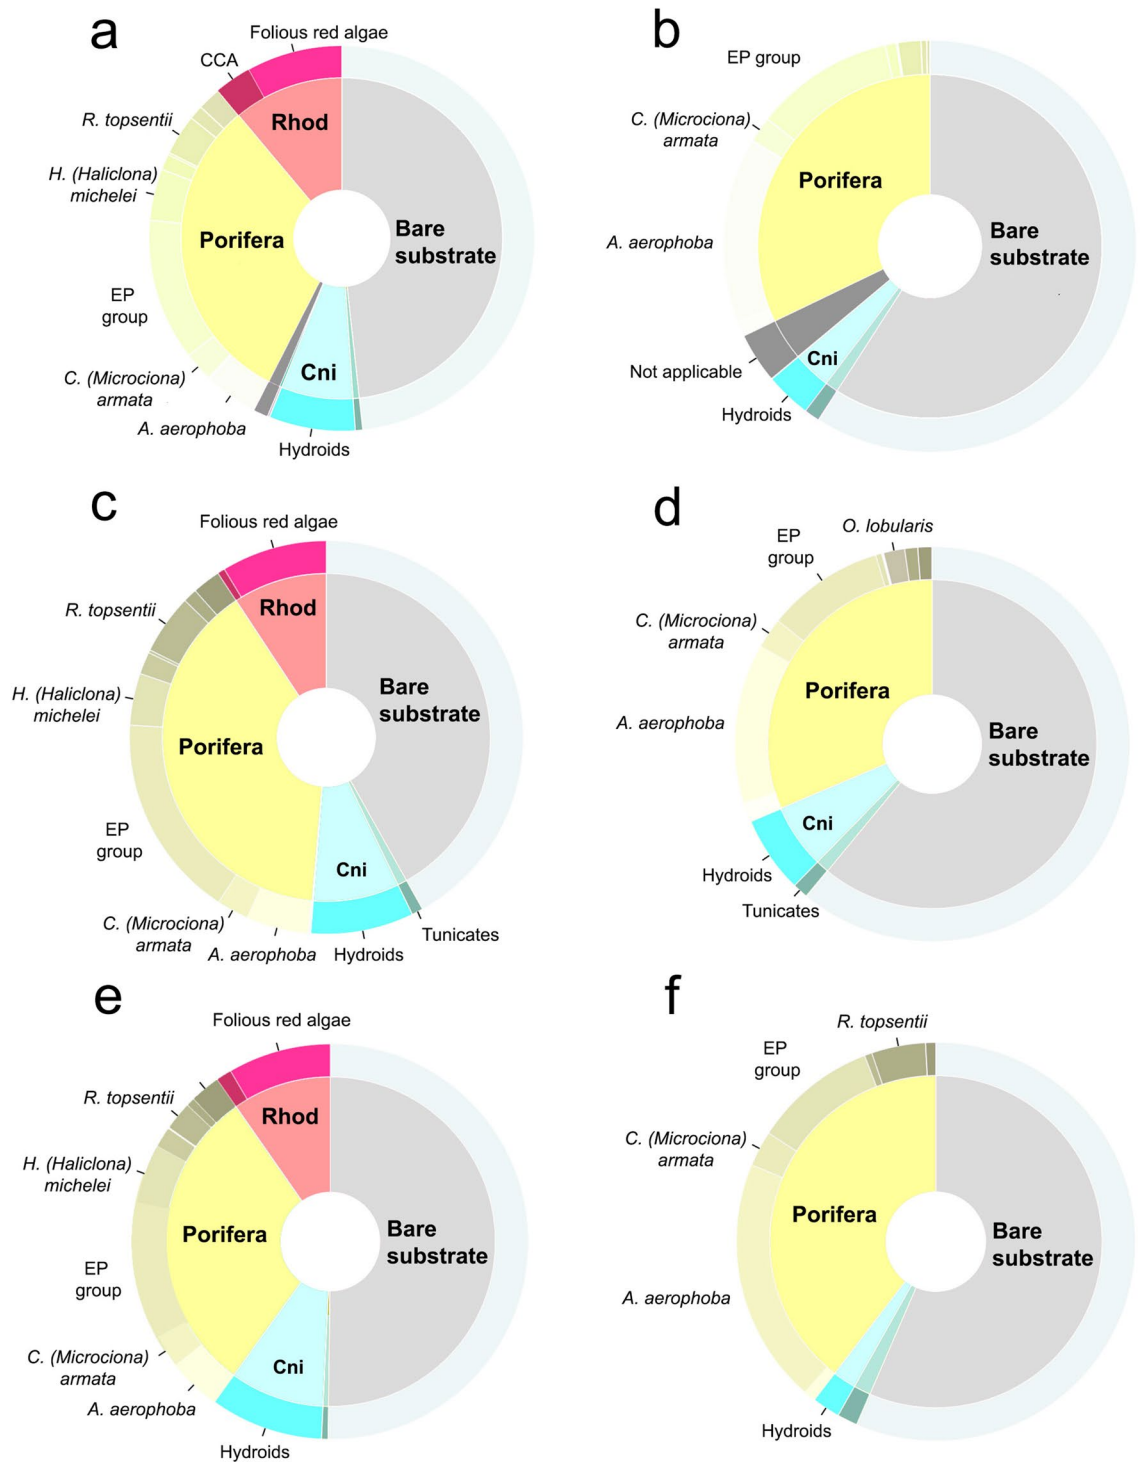 a
Folious red algae
CCA
R. topsentii
H. (Haliclona)
michelei
EP
group
C. (Microciona)
armata
A. aerophoba
Hydroids
Rhod
Porifera
Bare
substrate
Cni
b
EP group
C. (Microciona)
armata
A. aerophoba
Not applicable
Hydroids
Porifera
Bare
substrate
Cni
c
Folious red algae
R. topsentii
H. (Haliclona)
michelei
EP
group
C. (Microciona)
armata
A. aerophoba
Hydroids
Tunicates
Rhod
Bare
substrate
Porifera
Cni
d
O. lobularis
EP
group
C. (Microciona)
armata
A. aerophoba
Hydroids
Tunicates
Porifera
Bare
substrate
Cni
e
Folious red algae
R. topsentii
H. (Haliclona)
michelei
EP
group
C. (Microciona)
armata
A. aerophoba
Hydroids
Rhod
Porifera
Bare
substrate
Cni
f
R. topsentii
EP
group
C. (Microciona)
armata
A. aerophoba
Hydroids
Porifera
Bare
substrate